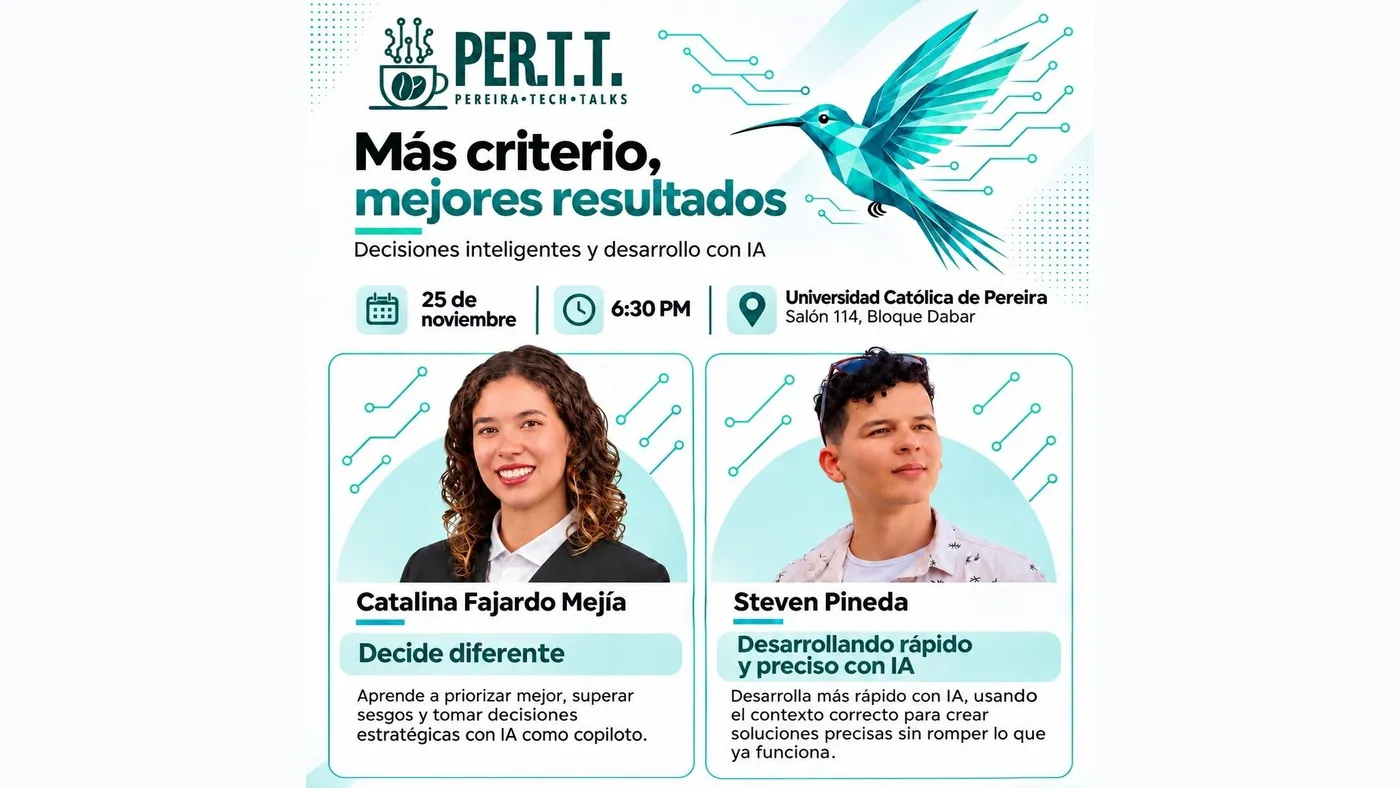 PER.T.T.
PEREIRA•TECH•TALKS
Más criterio,
mejores resultados
Decisiones inteligentes y desarrollo con IA
25 de
noviembre
6:30 PM
Universidad Católica de Pereira
Salón 114, Bloque Dabar
Catalina Fajardo Mejía
Decide diferente
Aprende a priorizar mejor, superar
sesgos y tomar decisiones
estratégicas con IA como copiloto.
Steven Pineda
Desarrollando rápido
y preciso con IA
Desarrolla más rápido con IA, usando
el contexto correcto para crear
soluciones precisas sin romper lo que
ya funciona.